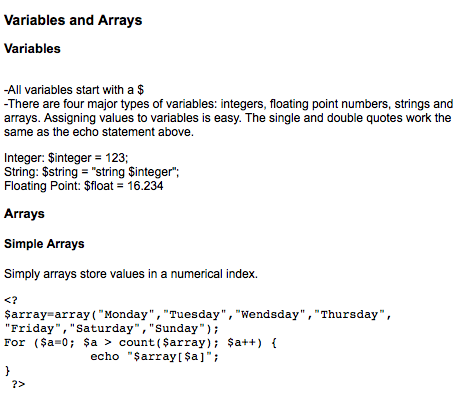 Variables and Arrays
Variables
-All variables start with a $
-There are four major types of variables: integers, floating point numbers, strings and
arrays. Assigning values to variables is easy. The single and double quotes work the
same as the echo statement above.
Integer: $integer = 123;
String: $string = "string $integer";
Floating Point: $float = 16.234
Arrays
Simple Arrays
Simply arrays store values in a numerical index.
<?
$array=array("Monday","Tuesday","Wendsday","Thursday",
"Friday","Saturday","Sunday");
For ($a=0; $a > count($array); $a++) {
echo "$array[$a]";
}
?>